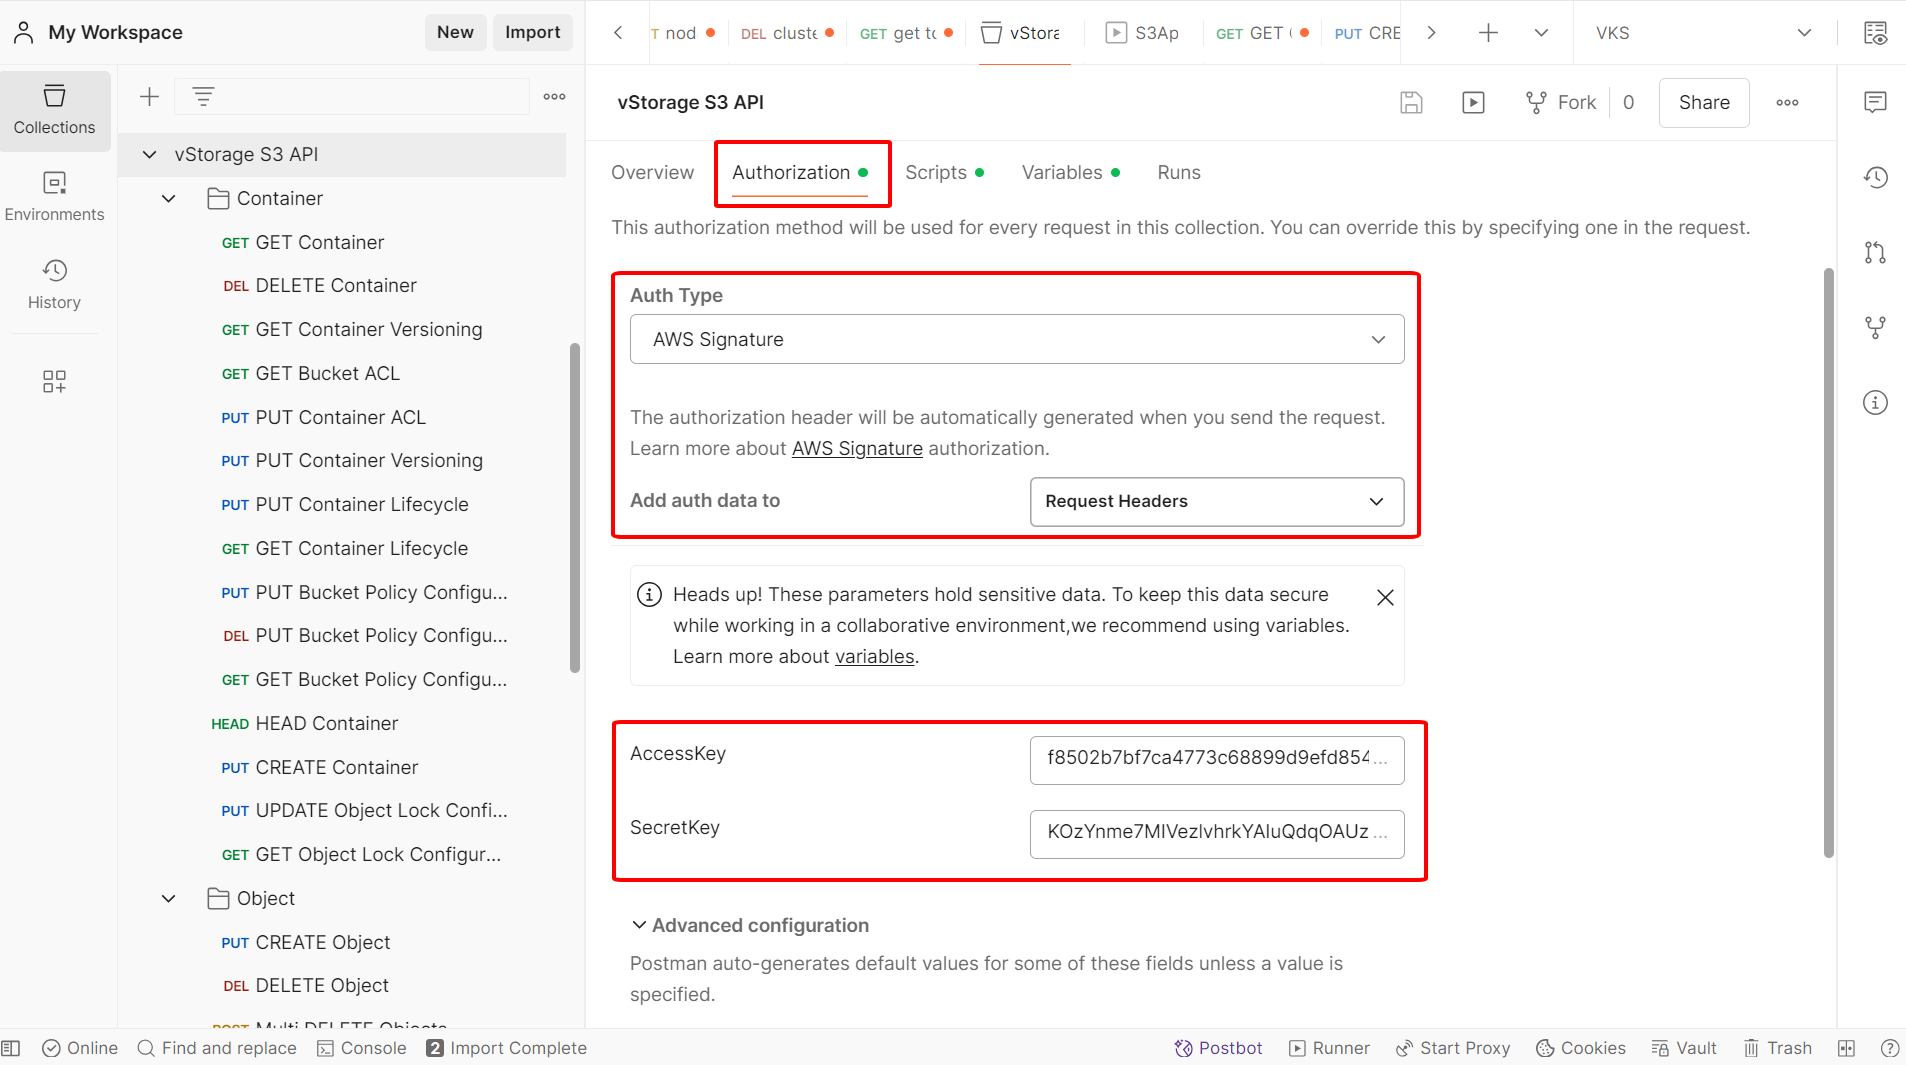 My Workspace
New
Import
T nod
DEL cluste
GET get to
vStora
S3Ap
GET GET
PUT CRE
VKS
Collections
Environments
History
vStorage S3 API
Container
GET GET Container
DEL DELETE Container
GET GET Container Versioning
GET GET Bucket ACL
PUT PUT Container ACL
PUT PUT Container Versioning
PUT PUT Container Lifecycle
GET GET Container Lifecycle
PUT PUT Bucket Policy Configu...
DEL PUT Bucket Policy Configu...
GET GET Bucket Policy Configu...
HEAD HEAD Container
PUT CREATE Container
PUT UPDATE Object Lock Confi...
GET GET Object Lock Configur...
Object
PUT CREATE Object
DEL DELETE Object
POST Multi DELETE Objects
vStorage S3 API
Fork 0
Share
Overview
Authorization
Scripts
Variables
Runs
This authorization method will be used for every request in this collection. You can override this by specifying one in the request.
Auth Type
AWS Signature
The authorization header will be automatically generated when you send the request.
Learn more about AWS Signature authorization.
Add auth data to
Request Headers
Heads up! These parameters hold sensitive data. To keep this data secure
while working in a collaborative environment,we recommend using variables.
Learn more about variables.
AccessKey
f8502b7bf7ca4773c68899d9efd854...
SecretKey
KOzYnme7MIVezlvhrkYAluQdqOAUz...
Advanced configuration
Postman auto-generates default values for some of these fields unless a value is
specified.
Online
Find and replace
Console
2 Import Complete
Postbot
Runner
Start Proxy
Cookies
Vault
Trash